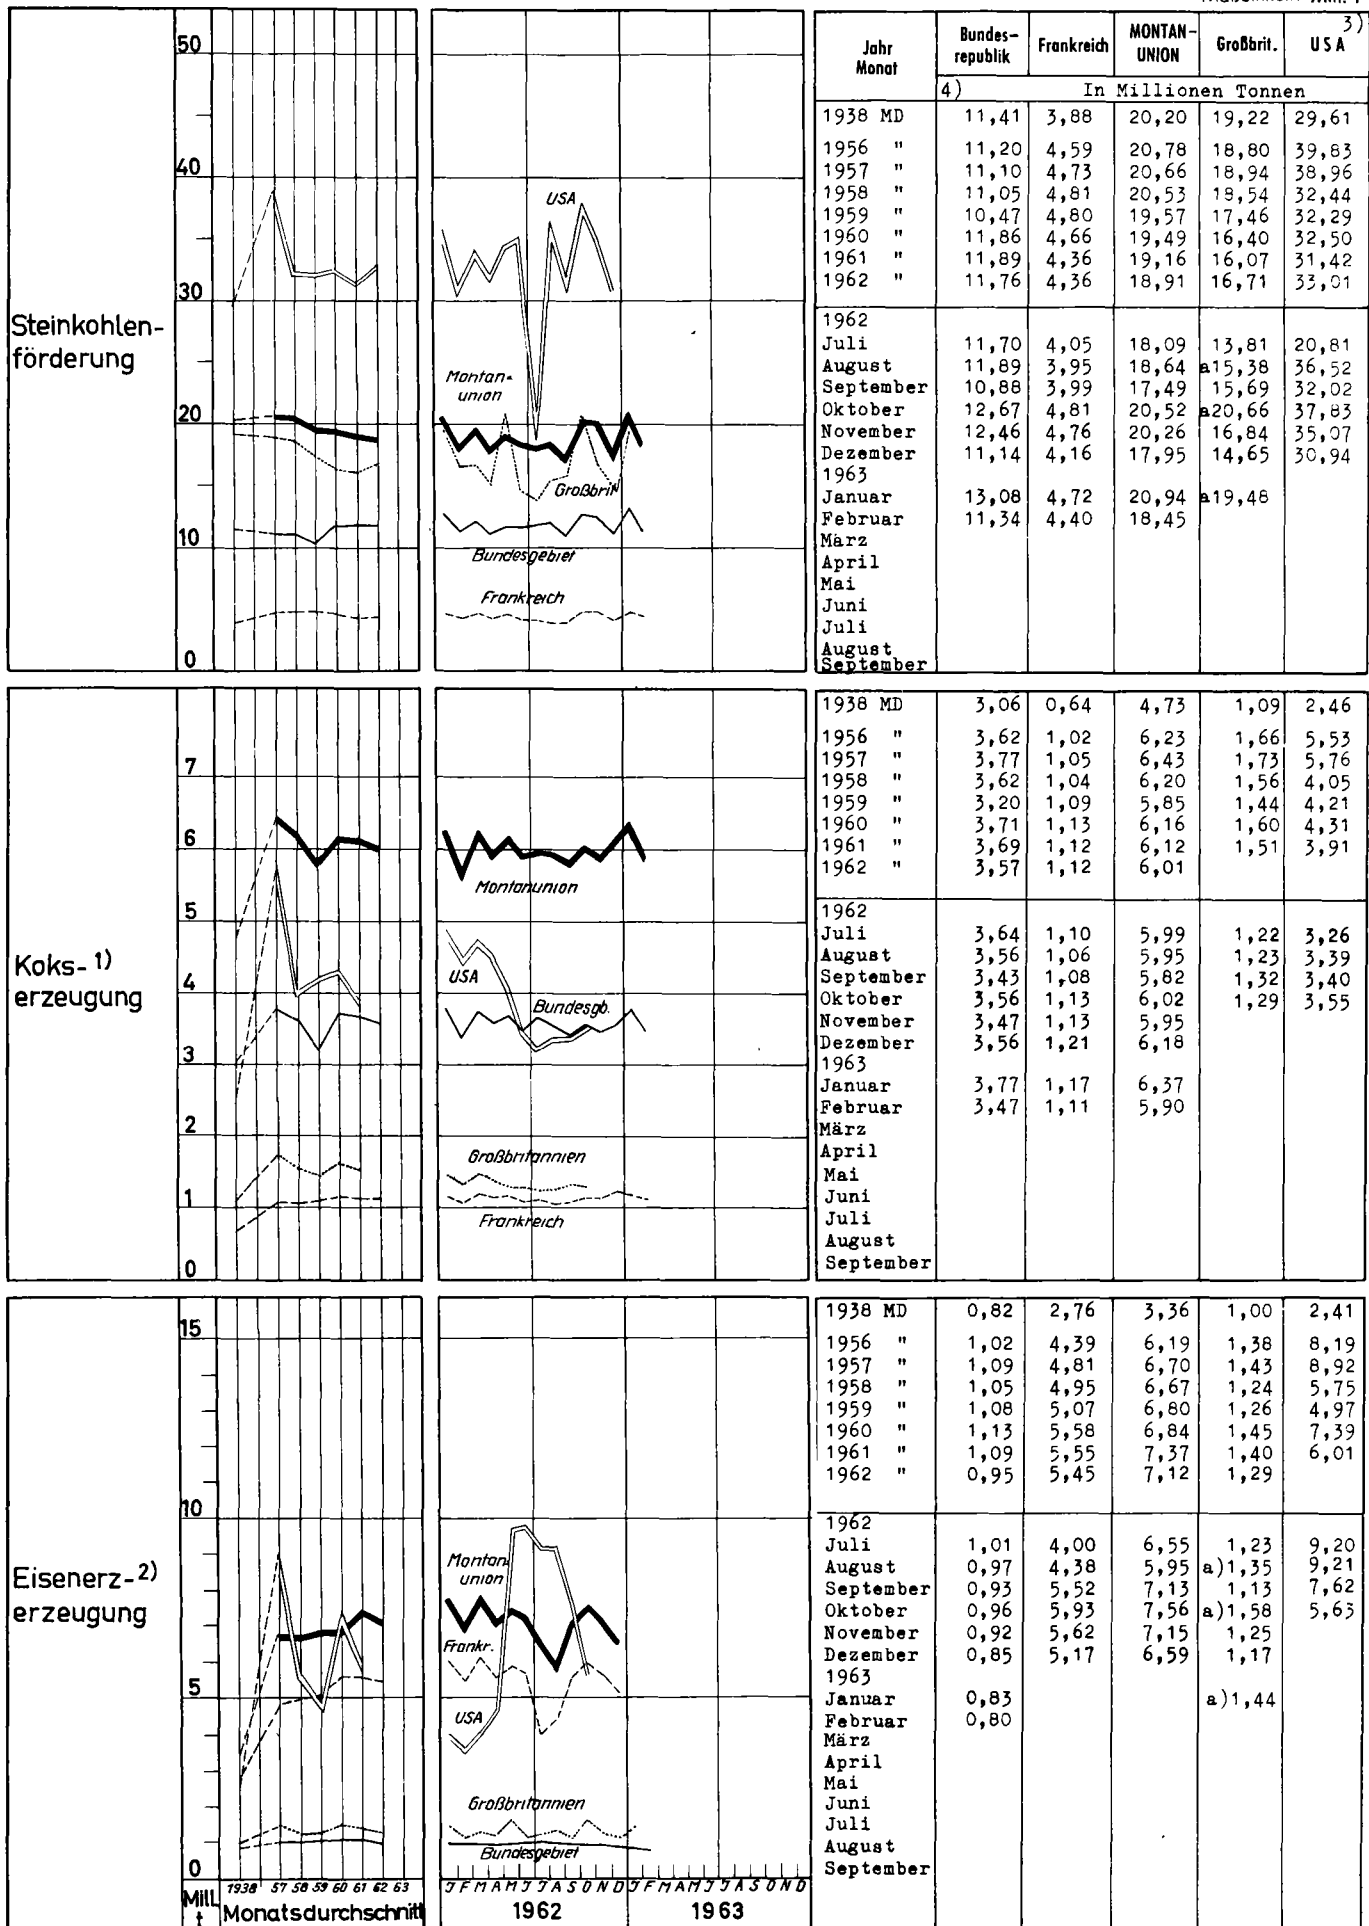 3)
Jahr Monat Bundes-republik Frankreich MONTAN-UNION Großbrit. USA
4) In Millionen Tonnen
1938 MD 11,41 3,88 20,20 19,22 29,61
1956 " 11,20 4,59 20,78 18,80 39,83
1957 " 11,10 4,73 20,66 18,94 38,96
1958 " 11,05 4,81 20,53 18,54 32,44
1959 " 10,47 4,80 19,57 17,46 32,29
1960 " 11,86 4,66 19,49 16,40 32,50
1961 " 11,89 4,36 19,16 16,07 31,42
1962 " 11,76 4,36 18,91 16,71 33,01
1962
Juli 11,70 4,05 18,09 13,81 20,81
August 11,89 3,95 18,64 a15,38 36,52
September 10,88 3,99 17,49 15,69 32,02
Oktober 12,67 4,81 20,52 a20,66 37,83
November 12,46 4,76 20,26 16,84 35,07
Dezember 11,14 4,16 17,95 14,65 30,94
1963
Januar 13,08 4,72 20,94 a19,48
Februar 11,34 4,40 18,45
März
April
Mai
Juni
Juli
August
September
Steinkohlen-
förderung
50
40
30
20
10
0
USA
Montan-
union
Großbrit.
Bundesgebiet
Frankreich
1938 MD 3,06 0,64 4,73 1,09 2,46
1956 " 3,62 1,02 6,23 1,66 5,53
1957 " 3,77 1,05 6,43 1,73 5,76
1958 " 3,62 1,04 6,20 1,56 4,05
1959 " 3,20 1,09 5,85 1,44 4,21
1960 " 3,71 1,13 6,16 1,60 4,31
1961 " 3,69 1,12 6,12 1,51 3,91
1962 " 3,57 1,12 6,01
1962
Juli 3,64 1,10 5,99 1,22 3,26
August 3,56 1,06 5,95 1,23 3,39
September 3,43 1,08 5,82 1,32 3,40
Oktober 3,56 1,13 6,02 1,29 3,55
November 3,47 1,13 5,95
Dezember 3,56 1,21 6,18
1963
Januar 3,77 1,17 6,37
Februar 3,47 1,11 5,90
März
April
Mai
Juni
Juli
August
September
Koks- 1)
erzeugung
7
6
5
4
3
2
1
0
Montanunion
USA
Bundesgb.
Großbritannien
Frankreich
1938 MD 0,82 2,76 3,36 1,00 2,41
1956 " 1,02 4,39 6,19 1,38 8,19
1957 " 1,09 4,81 6,70 1,43 8,92
1958 " 1,05 4,95 6,67 1,24 5,75
1959 " 1,08 5,07 6,80 1,26 4,97
1960 " 1,13 5,58 6,84 1,45 7,39
1961 " 1,09 5,55 7,37 1,40 6,01
1962 " 0,95 5,45 7,12 1,29
1962
Juli 1,01 4,00 6,55 1,23 9,20
August 0,97 4,38 5,95 a)1,35 9,21
September 0,93 5,52 7,13 1,13 7,62
Oktober 0,96 5,93 7,56 a)1,58 5,63
November 0,92 5,62 7,15 1,25
Dezember 0,85 5,17 6,59 1,17
1963
Januar 0,83 a)1,44
Februar 0,80
März
April
Mai
Juni
Juli
August
September
Eisenerz-2)
erzeugung
15
10
5
0
Montan
union
Frankr.
USA
Großbritannien
Bundesgebiet
Mill.
t
1938 57 58 59 60 61 62 63
Monatsdurchschnitt
J F M A M J J A S O N D J F M A M J J A S O N D
1962 1963